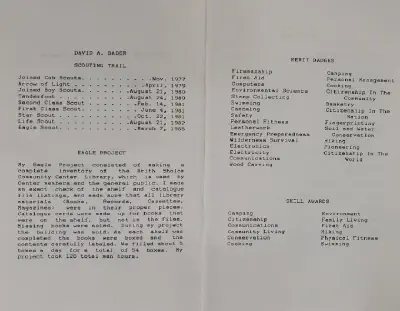 DAVID A. DADER
SCOUTING TRAIL
Joined Cub Scouts. . . . . . . . . . .Nov. 1977
Arrow of Light. . . . . . . . . . .April, 1979
Joined Boy Scouts. . . . . . . .August 21, 1980
Tenderfoot. . . . . . . . . . . .August 24, 1980
Second Class Scout. . . . . . . . .Feb. 14, 1981
First Class Scout. . . . . . . . . .June 4, 1981
Star Scout. . . . . . . . . . . . .Oct. 22, 1981
Life Scout. . . . . . . . . . . .August 31, 1982
Eagle Scout. . . . . . . . . . . .March 7, 1985
EAGLE PROJECT
My Eagle Project consisted of making a
complete inventory of the Brith Sholom
Community Center Library, which is used by
Center members and the general public. I made
an exact check of the shelf and catalogue
file listings, and made sure that all library
materials (Books, Records, Cassettes,
Magazines) were in their proper places.
Catalogue cards were made up for books that
were on the shelf, but not in the files.
Missing books were noted. During my project
the building was sold. As each shelf was
completed the books were boxed and the
contents carefully labeled. We filled about 5
boxes a day for a total of 54 boxes. My
project took 120 total man hours.
MERIT BADGES
Firemanship
First Aid
Computers
Environmental Science
Stamp Collecting
Swimming
Canoeing
Safety
Personal Fitness
Leatherwork
Emergency Preparedness
Wilderness Survival
Electronics
Electricity
Communications
Wood Carving
Camping
Personal Management
Cooking
Citizenship In The
Community
Basketry
Citizenship In The
Nation
Fingerprinting
Soil and Water
Conservation
Hiking
Pioneering
Citizenship In The
World
SKILL AWARDS
Camping
Citizenship
Communications
Community Living
Conservation
Cooking
Environment
Family Living
First Aid
Hiking
Physical Fitness
Swimming